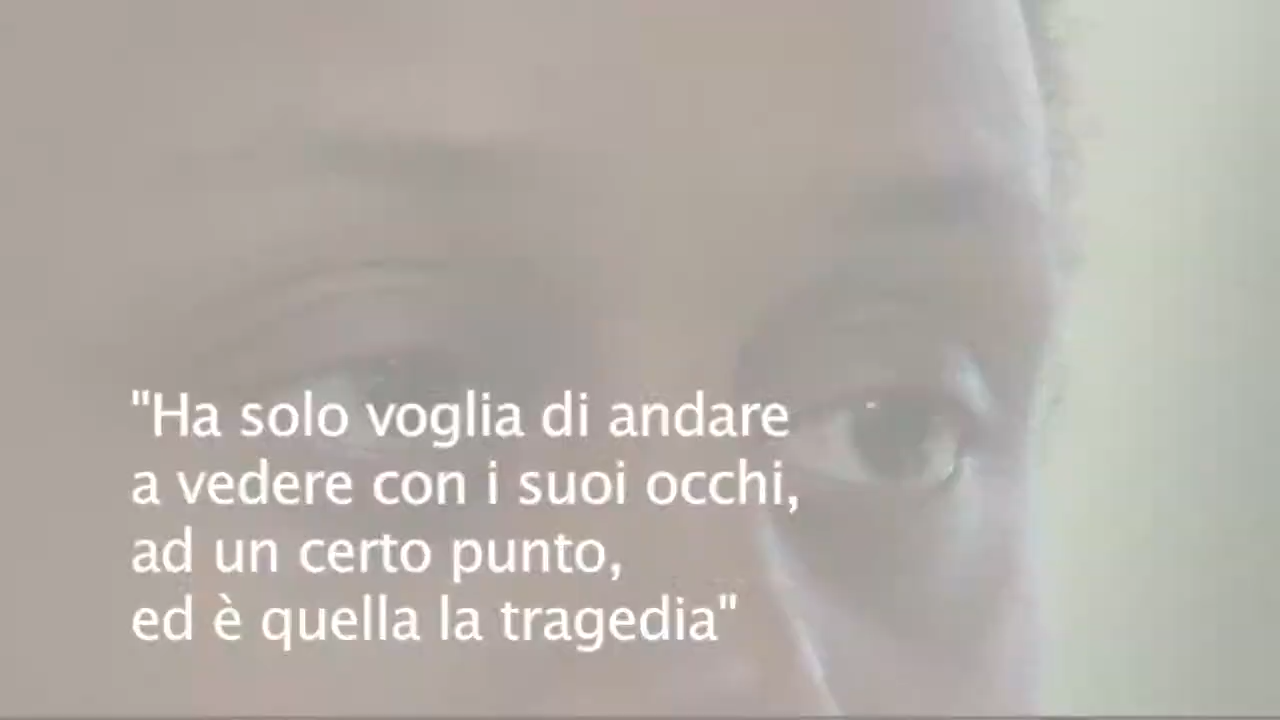 "Ha solo voglia di andare
a vedere con i suoi occhi,
ad un certo punto,
ed è quella la tragedia"